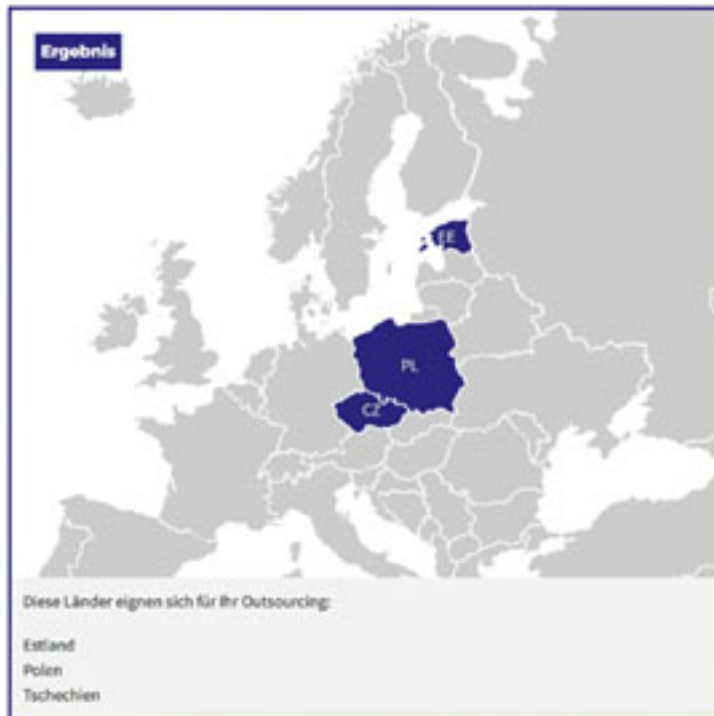 Ergebnis
EE
PL
CZ
Diese Länder eignen sich für Ihr Outsourcing:
Estland
Polen
Tschechien